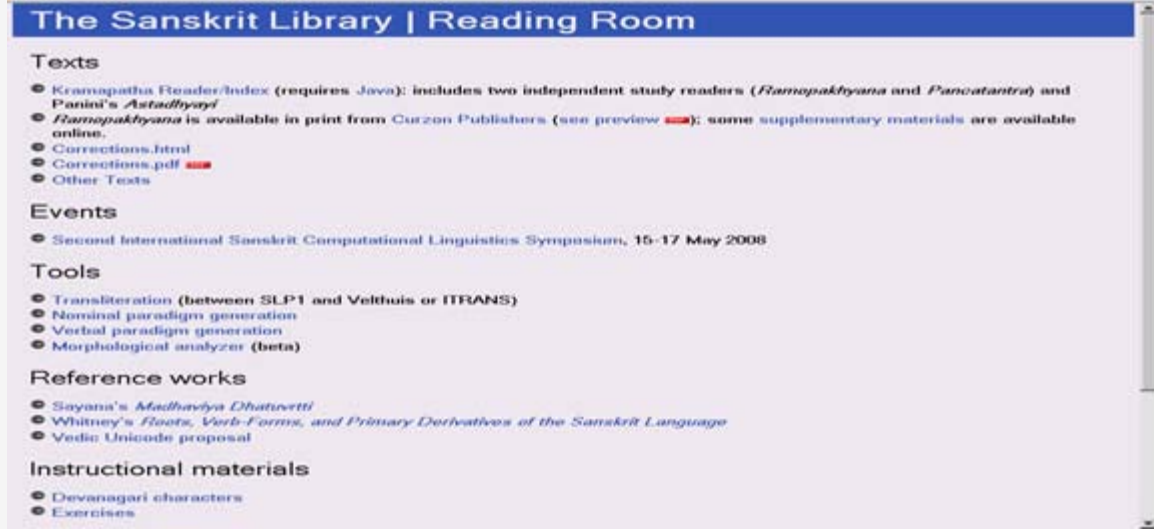 The Sanskrit Library | Reading Room
Texts
Kramapatha Reader/Index (requires Java): includes two independent study readers (Ramopakhyana and Pancatantra) and
Panini's Astadhyayi
Ramopakhyana is available in print from Curzon Publishers (see preview ); some supplementary materials are available
online.
Corrections.html
Corrections.pdf
Other Texts
Events
Second International Sanskrit Computational Linguistics Symposium, 15-17 May 2008
Tools
Transliteration (between SLP1 and Velthuis or ITRANS)
Nominal paradigm generation
Verbal paradigm generation
Morphological analyzer (beta)
Reference works
Sayana's Madhaviya Dhatuvrtti
Whitney's Roots, Verb-Forms, and Primary Derivatives of the Sanskrit Language
Vedic Unicode proposal
Instructional materials
Devanagari characters
Exercises